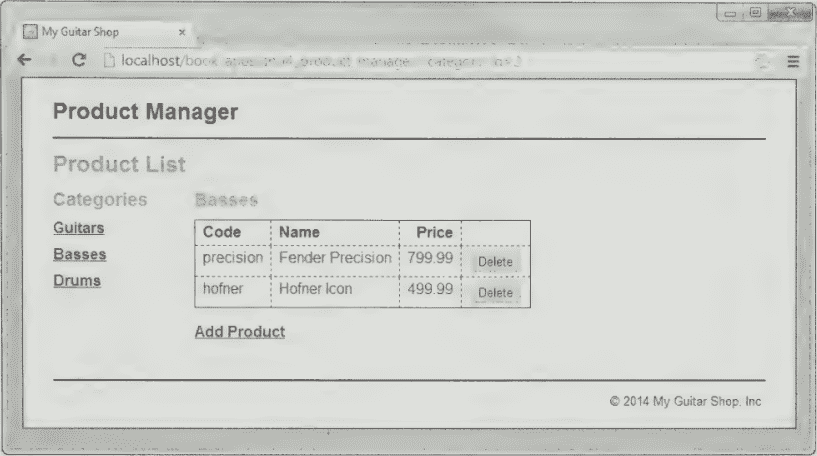 My Guitar Shop
localhost/book
Product Manager
Product List
Categories
Basses
Guitars
Basses
Drums
Code Name Price
precision Fender Precision 799.99 Delete
hofner Hofner Icon 499.99 Delete
Add Product
© 2014 My Guitar Shop, Inc